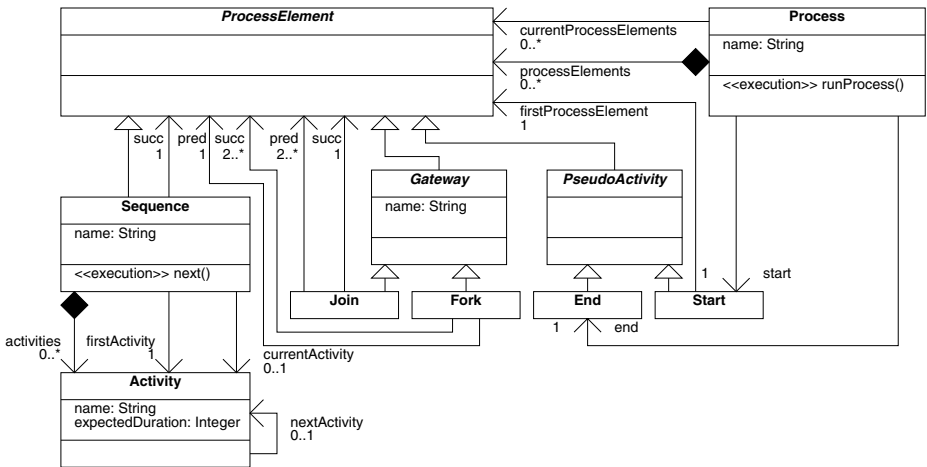 ProcessElement
Process
name: String
<<execution>> runProcess()
currentProcessElements
0..*
processElements
0..*
firstProcessElement
1
succ
1
pred
1
succ
2..*
pred
2..*
succ
1
Gateway
name: String
PseudoActivity
Sequence
name: String
<<execution>> next()
Join
Fork
End
Start
1
start
1
end
activities
0..*
firstActivity
1
currentActivity
0..1
Activity
name: String
expectedDuration: Integer
nextActivity
0..1